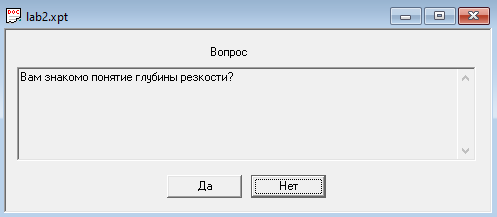 lab2.xpt
Вопрос
Вам знакомо понятие глубины резкости?
Да
Нет